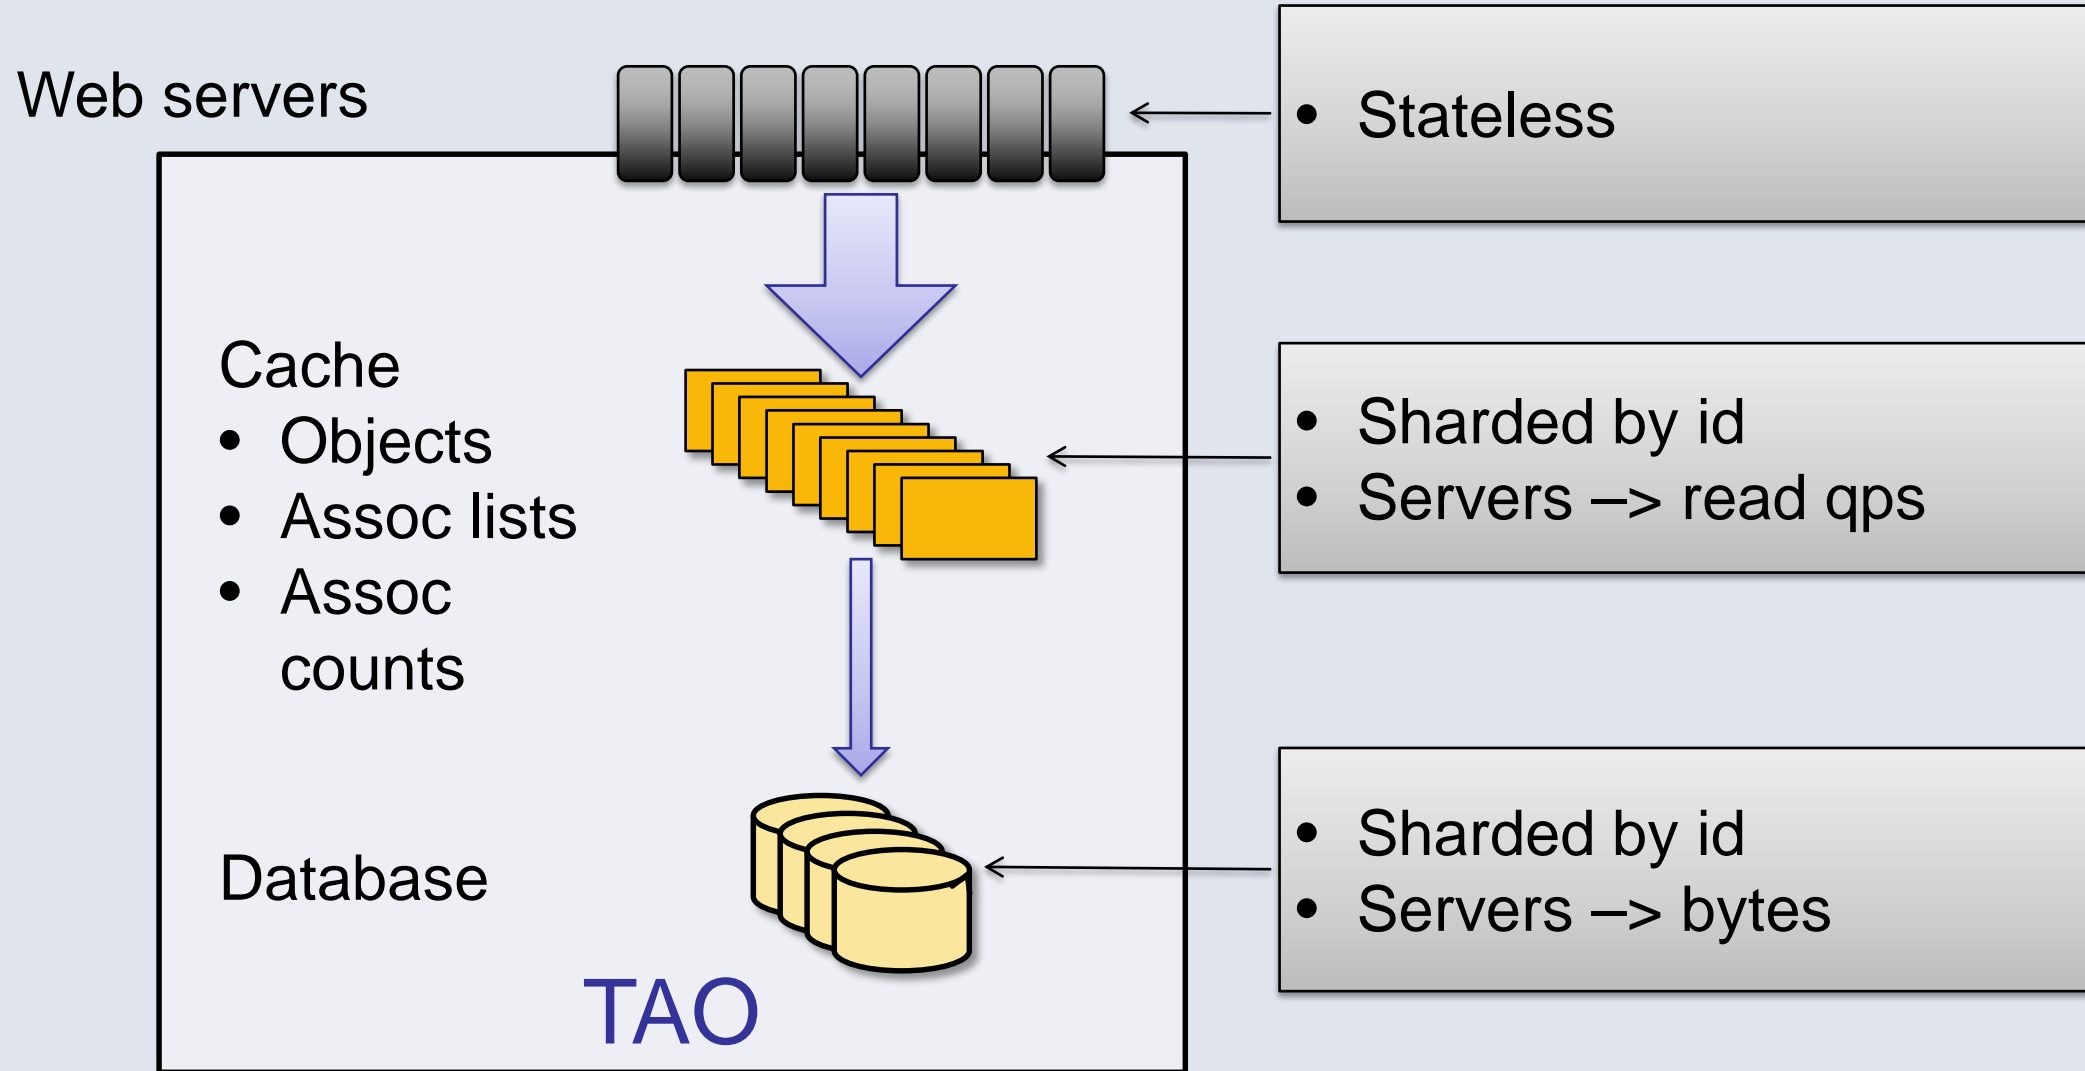 Web servers
• Stateless
Cache
• Objects
• Assoc lists
• Assoc
counts
• Sharded by id
• Servers –> read qps
Database
• Sharded by id
• Servers –> bytes
TAO